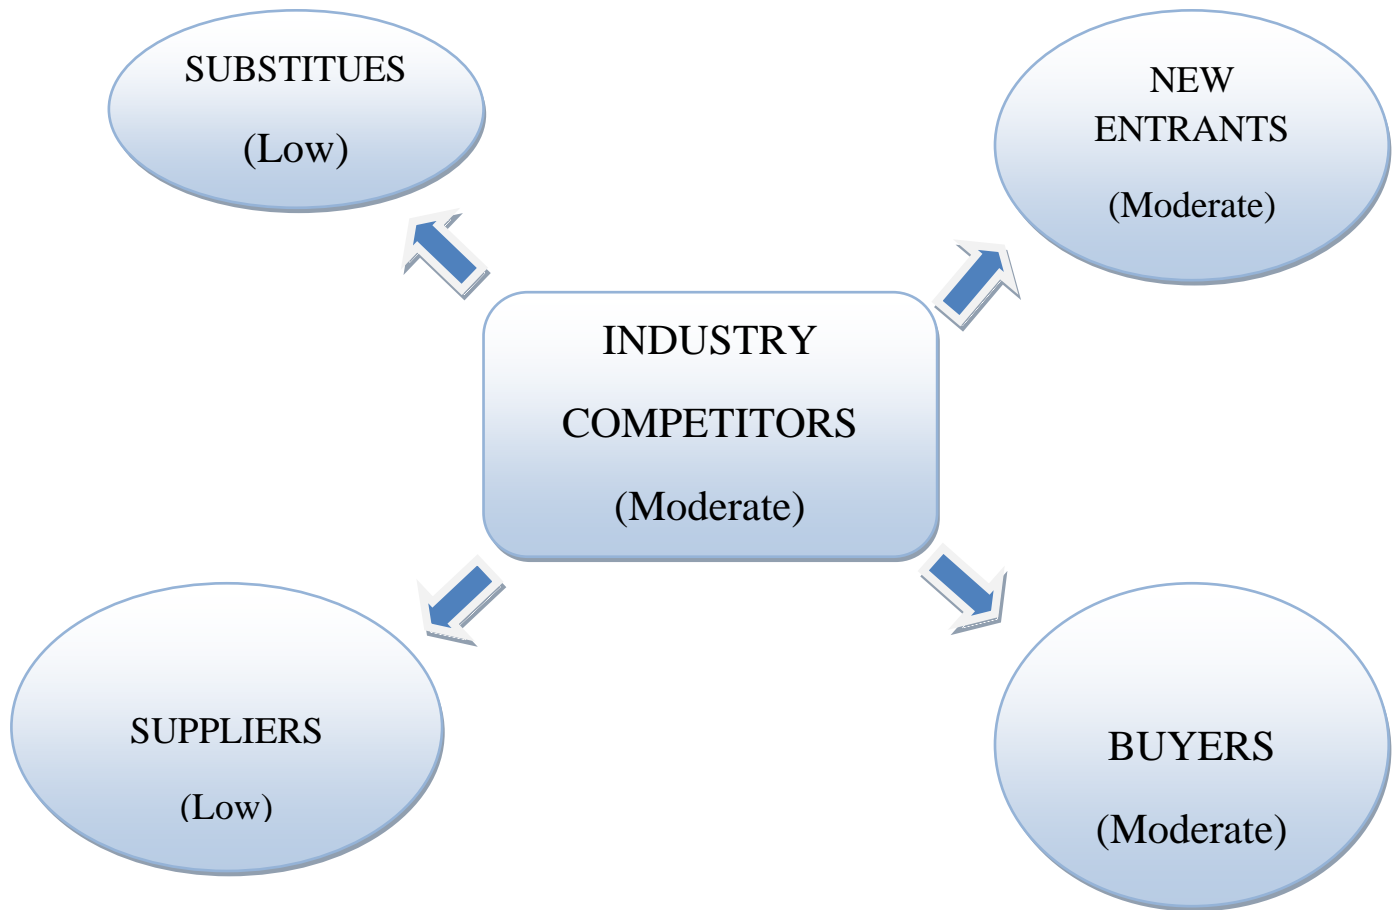 SUBSTITUES
(Low)
NEW
ENTRANTS
(Moderate)
INDUSTRY
COMPETITORS
(Moderate)
SUPPLIERS
(Low)
BUYERS
(Moderate)